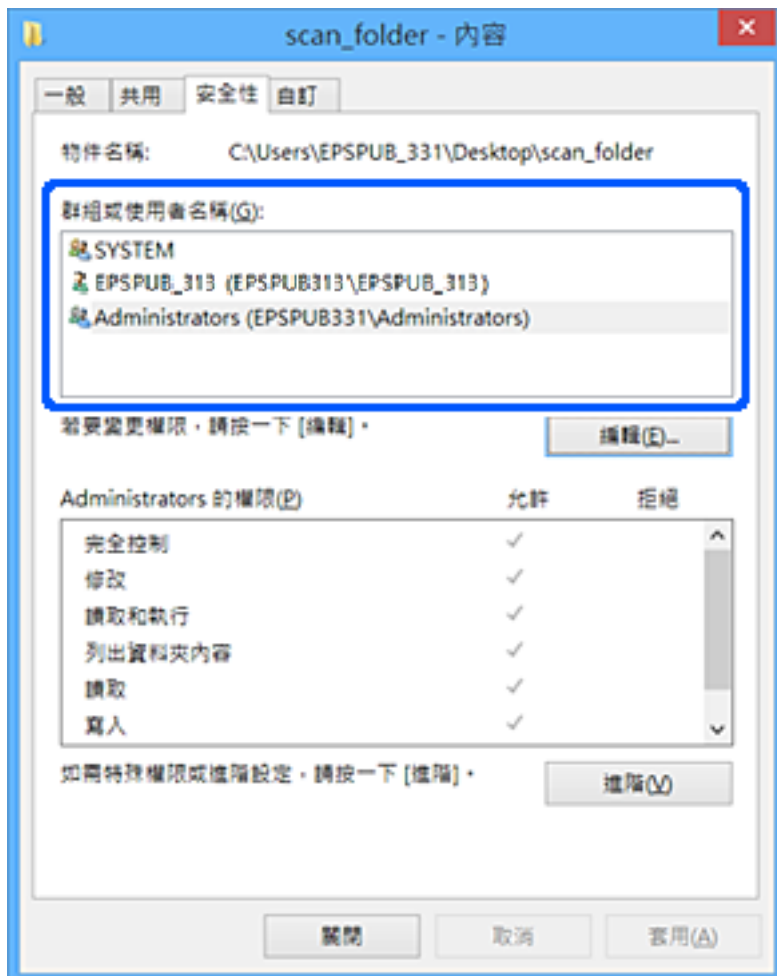 scan_folder - 內容
一般 共用 安全性 自訂
物件名稱: C:\Users\EPSPUB_331\Desktop\scan_folder
群組或使用者名稱(G):
SYSTEM
EPSPUB_313 (EPSPUB313\EPSPUB_313)
Administrators (EPSPUB331\Administrators)
若要變更權限，請按一下 [編輯]。 編輯(E)...
Administrators 的權限(P) 允許 拒絕
完全控制
修改
讀取和執行
列出資料夾內容
讀取
寫入
如需特殊權限或進階設定，請按一下 [進階]。 進階(V)
關閉 取消 套用(A)